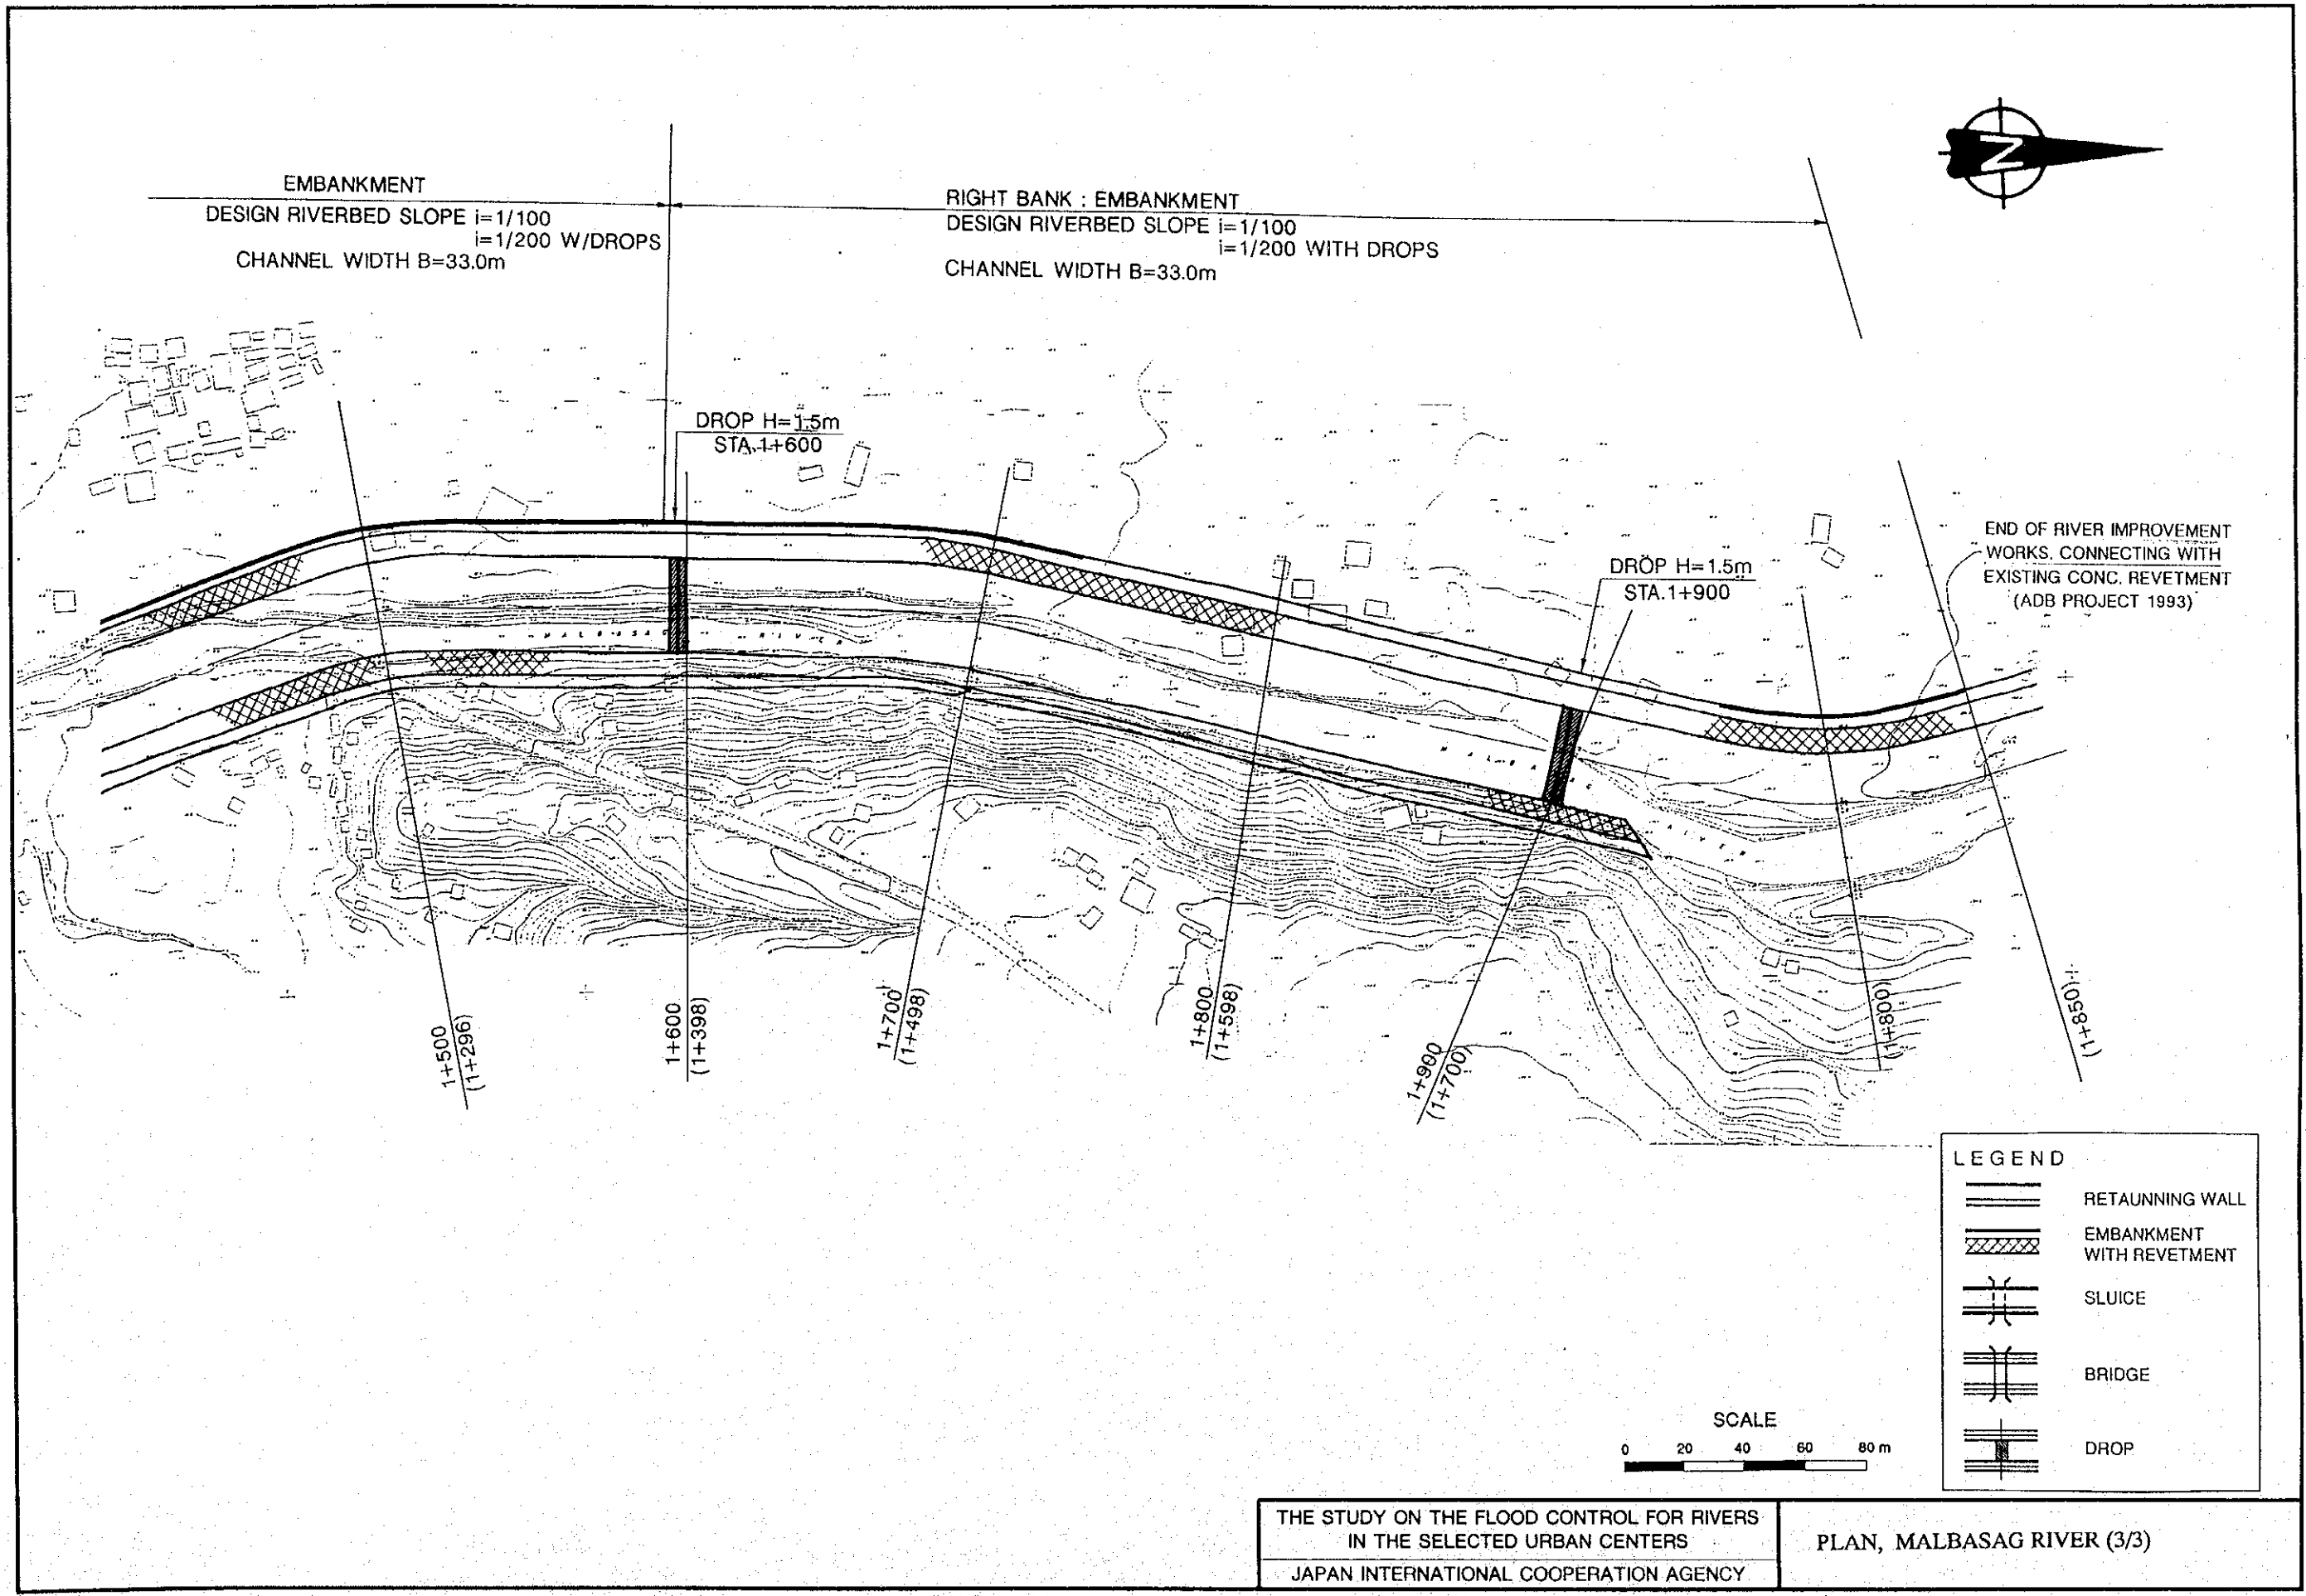 N
EMBANKMENT
DESIGN RIVERBED SLOPE i=1/100
i=1/200 W/DROPS
CHANNEL WIDTH B=33.0m
RIGHT BANK : EMBANKMENT
DESIGN RIVERBED SLOPE i=1/100
i=1/200 WITH DROPS
CHANNEL WIDTH B=33.0m
DROP H=1.5m
STA.1+600
DROP H=1.5m
STA.1+900
END OF RIVER IMPROVEMENT
WORKS, CONNECTING WITH
EXISTING CONC. REVETMENT
(ADB PROJECT 1993)
MALBASAG RIVER
1+500
(1+296)
1+600
(1+398)
1+700
(1+498)
1+800
(1+598)
1+900
(1+700)
(1+800)
(1+850)
LEGEND
RETAUNNING WALL
EMBANKMENT
WITH REVETMENT
SLUICE
BRIDGE
DROP
SCALE
0 20 40 60 80 m
THE STUDY ON THE FLOOD CONTROL FOR RIVERS
IN THE SELECTED URBAN CENTERS
JAPAN INTERNATIONAL COOPERATION AGENCY
PLAN, MALBASAG RIVER (3/3)